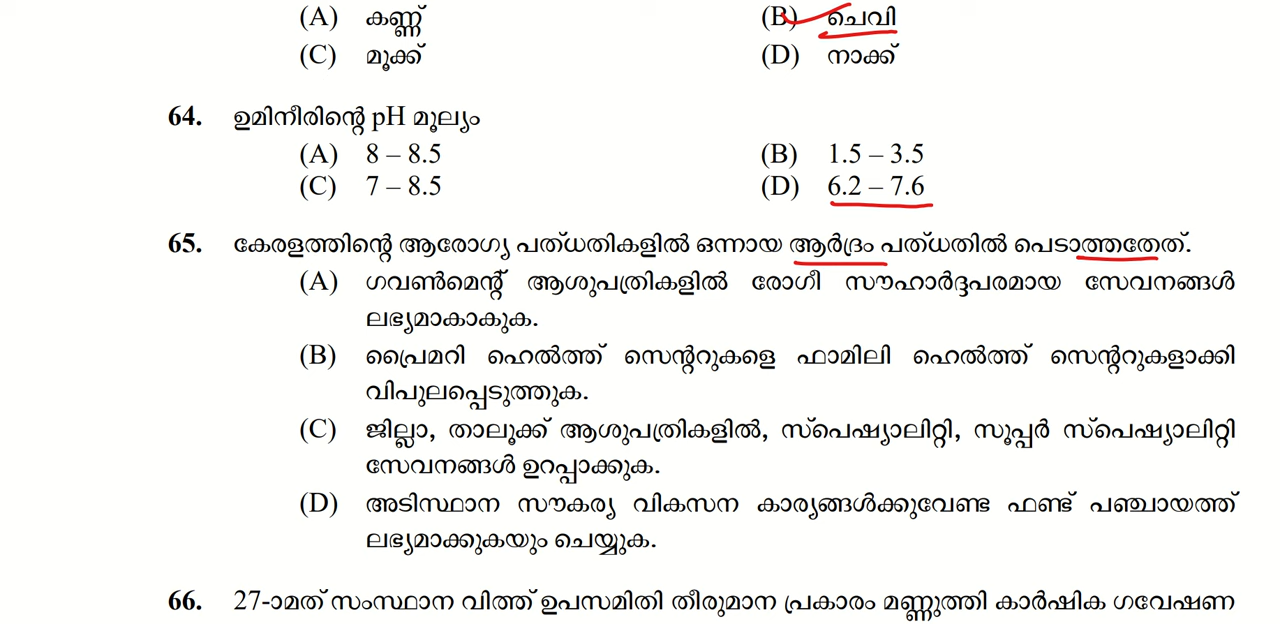 (A) കണ്ണ് (B) ചെവി
(C) മൂക്ക് (D) നാക്ക്
64. ഉമിനീരിന്റെ pH മൂല്യം
(A) 8 – 8.5 (B) 1.5 – 3.5
(C) 7 – 8.5 (D) 6.2 – 7.6
65. കേരളത്തിന്റെ ആരോഗ്യ പത്ധതികളിൽ ഒന്നായ ആർദ്രം പത്ധതിൽ പെടാത്തതേത്.
(A) ഗവൺമെന്റ് ആശുപത്രികളിൽ രോഗീ സൗഹാർദ്ദപരമായ സേവനങ്ങൾ
ലഭ്യമാകാകുക.
(B) പ്രൈമറി ഹെൽത്ത് സെന്ററുകളെ ഫാമിലി ഹെൽത്ത് സെന്ററുകളാക്കി
വിപുലപ്പെടുത്തുക.
(C) ജില്ലാ, താലൂക്ക് ആശുപത്രികളിൽ, സ്പെഷ്യാലിറ്റി, സൂപ്പർ സ്പെഷ്യാലിറ്റി
സേവനങ്ങൾ ഉറപ്പാക്കുക.
(D) അടിസ്ഥാന സൗകര്യ വികസന കാര്യങ്ങൾക്കുവേണ്ട ഫണ്ട് പഞ്ചായത്ത്
ലഭ്യമാക്കുകയും ചെയ്യുക.
66. 27-ാമത് സംസ്ഥാന വിത്ത് ഉപസമിതി തീരുമാന പ്രകാരം മണ്ണുത്തി കാർഷിക ഗവേഷണ